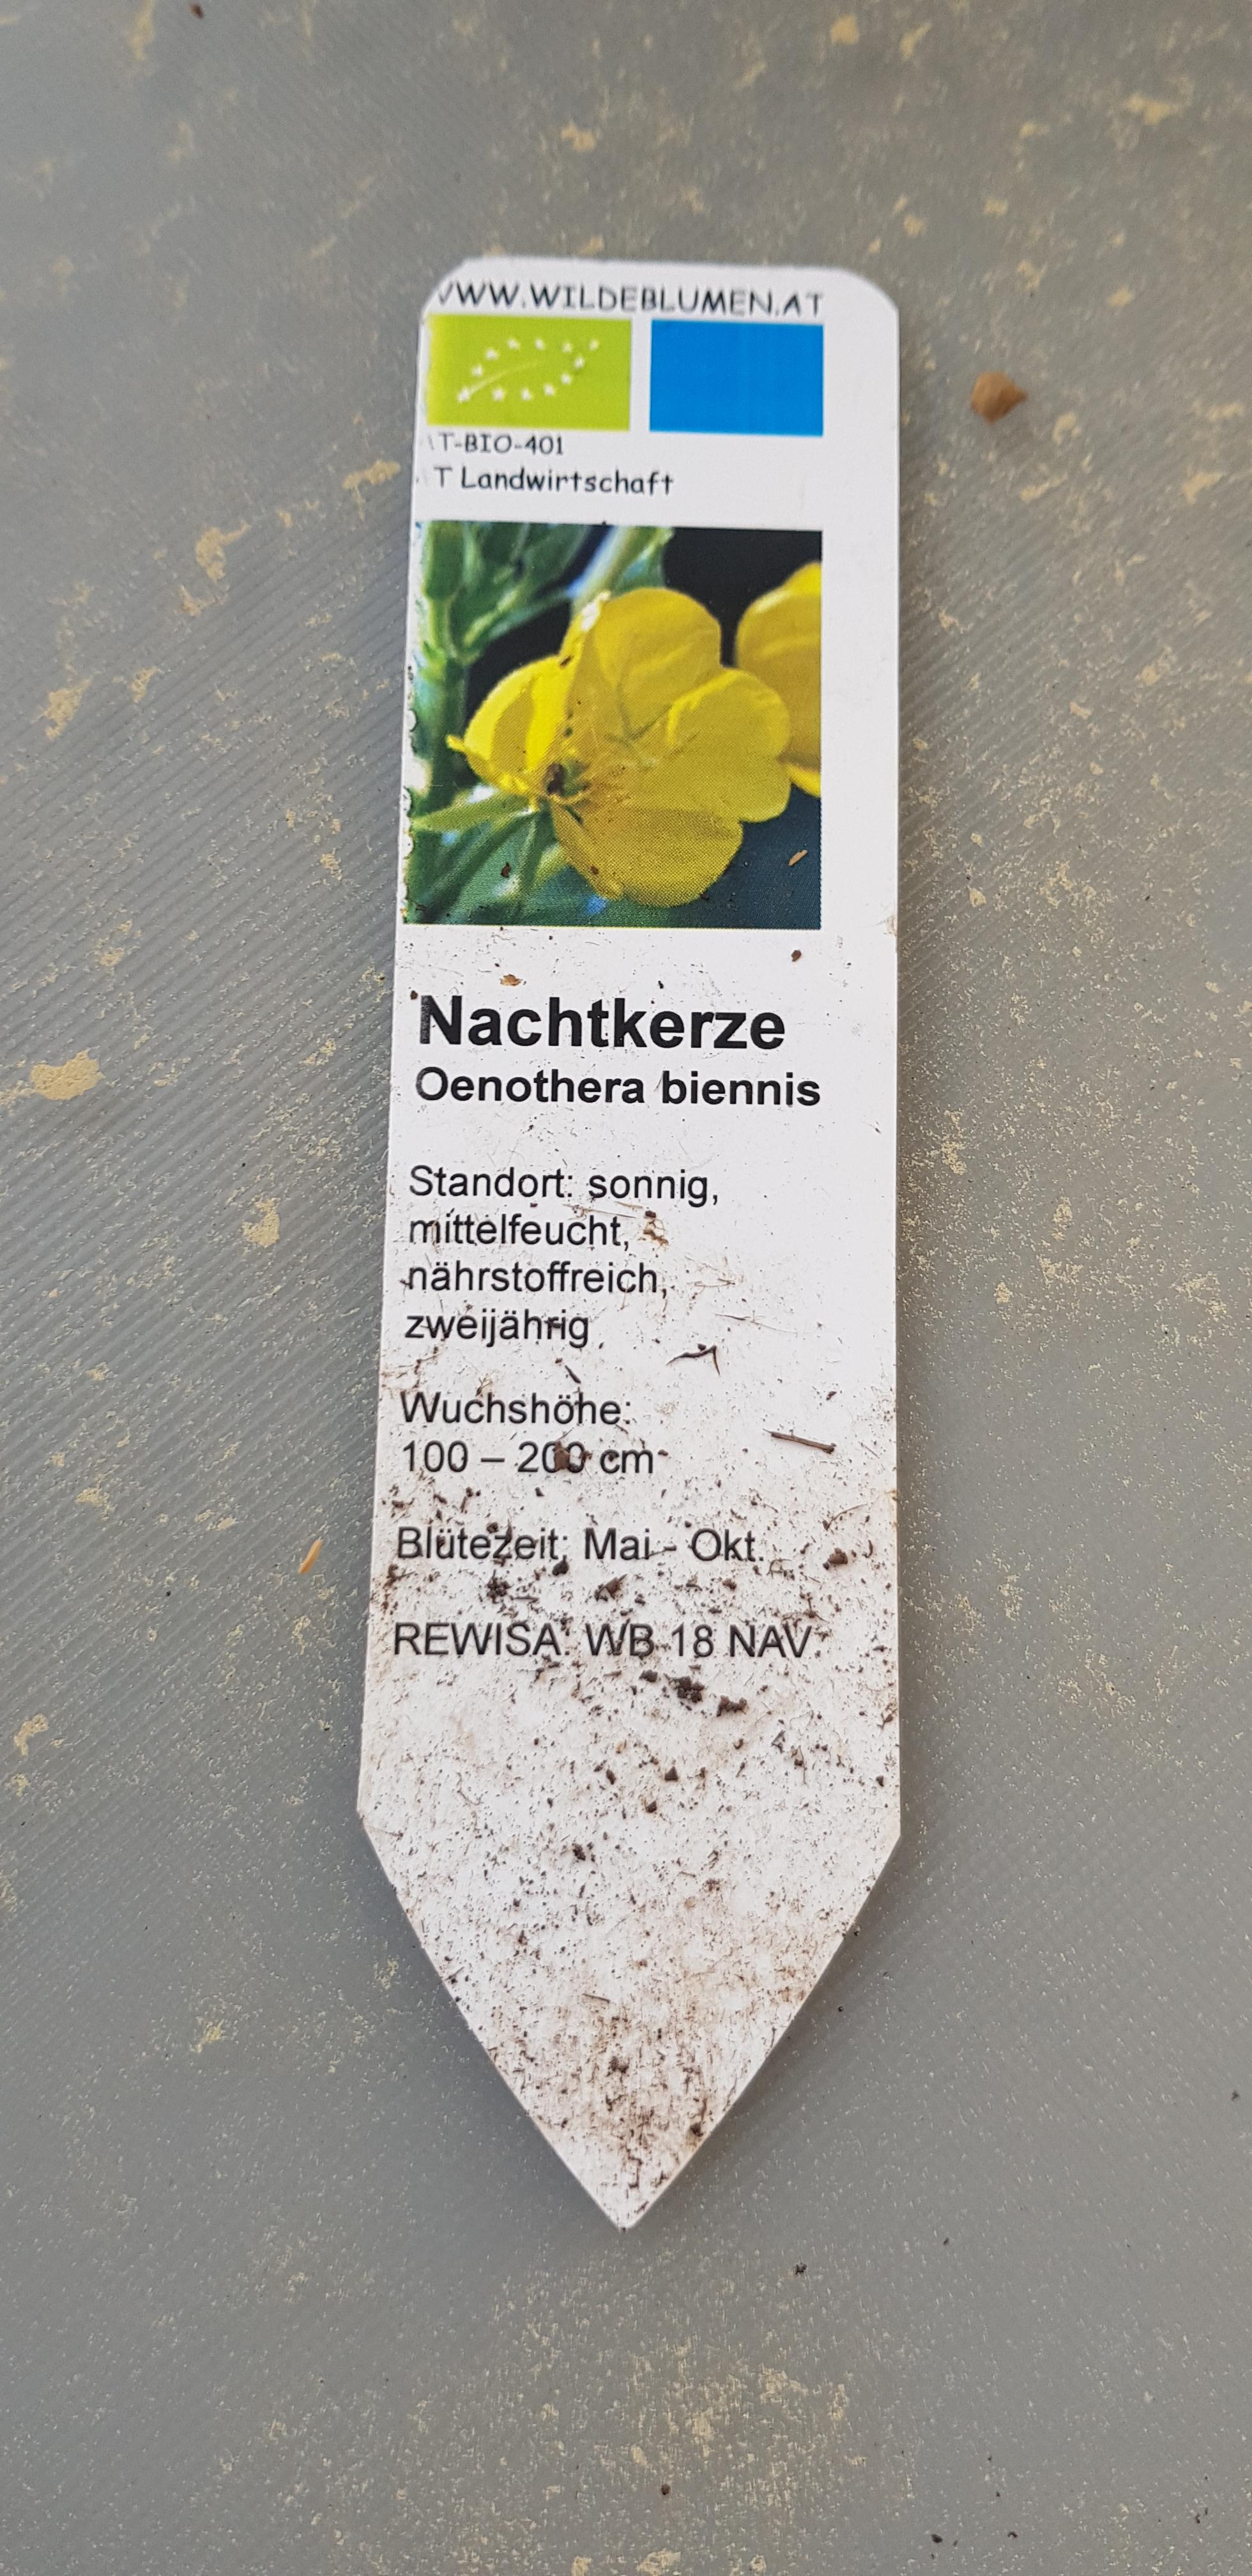 WWW.WILDEBLUMEN.AT
AT-BIO-401
T Landwirtschaft
Nachtkerze
Oenothera biennis
Standort: sonnig,
mittelfeucht,
nährstoffreich,
zweijährig
Wuchshöhe:
100 – 200 cm
Blütezeit: Mai - Okt.
REWISA: WB 18 NAV